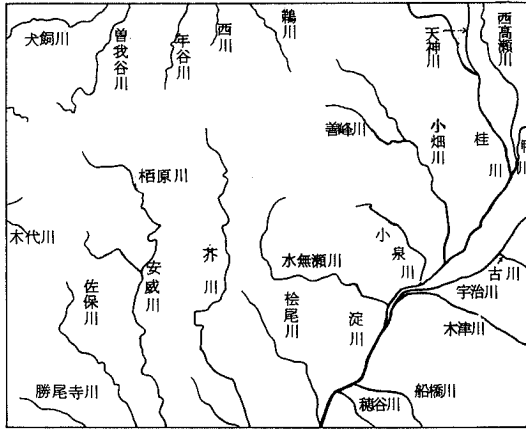 犬飼川
曽我谷川
年谷川
西川
鵜川
天神川
西高瀬川
善峰川
小畑川
桂川
鴨川
栢原川
木代川
佐保川
安威川
芥川
水無瀬川
小泉川
古川
宇治川
木津川
桧尾川
淀川
勝尾寺川
穂谷川
船橋川